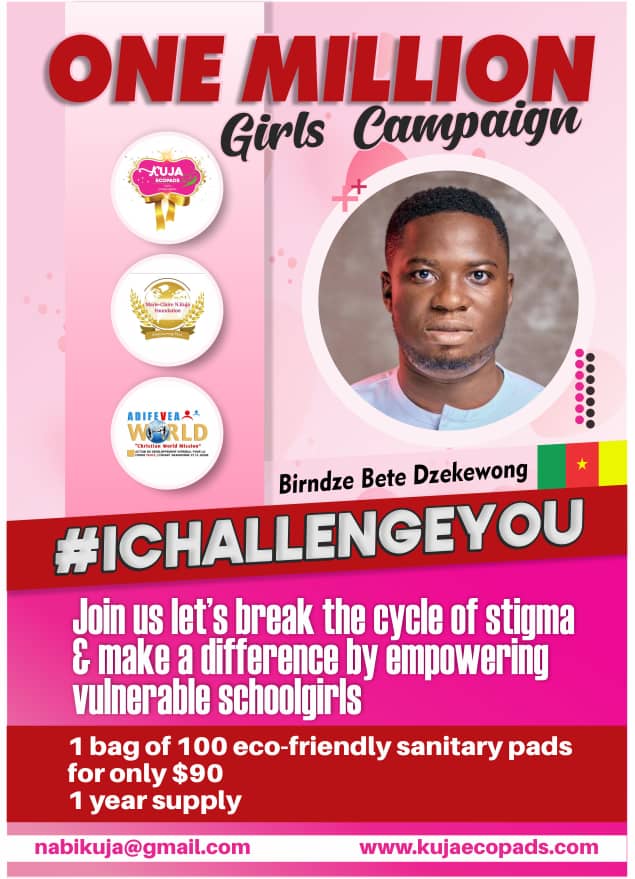 ONE MILLION
Girls Campaign
KUJA
ECOPADS
Marie-Claire N.Kuja
Foundation
ADIFEVEA
WORLD
"Christian World Mission"
Birndze Bete Dzekewong
#ICHALLENGEYOU
Join us let's break the cycle of stigma
& make a difference by empowering
vulnerable schoolgirls
1 bag of 100 eco-friendly sanitary pads
for only $90
1 year supply
nabikuja@gmail.com www.kujaecopads.com